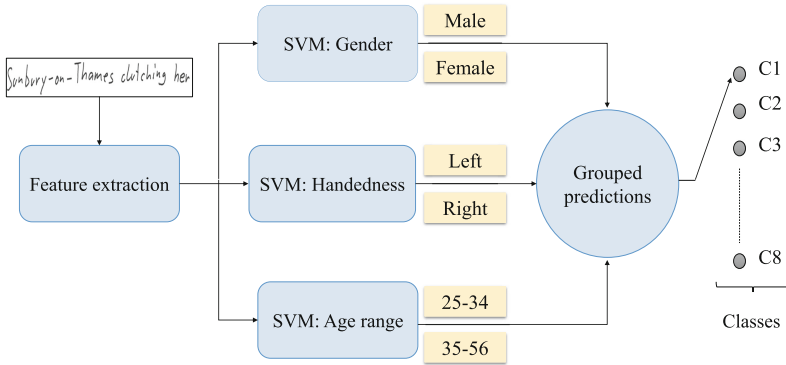 Sunbury-on-Thames clutching her
Feature extraction
SVM: Gender
Male
Female
SVM: Handedness
Left
Right
SVM: Age range
25-34
35-56
Grouped
predictions
C1
C2
C3
C8
Classes